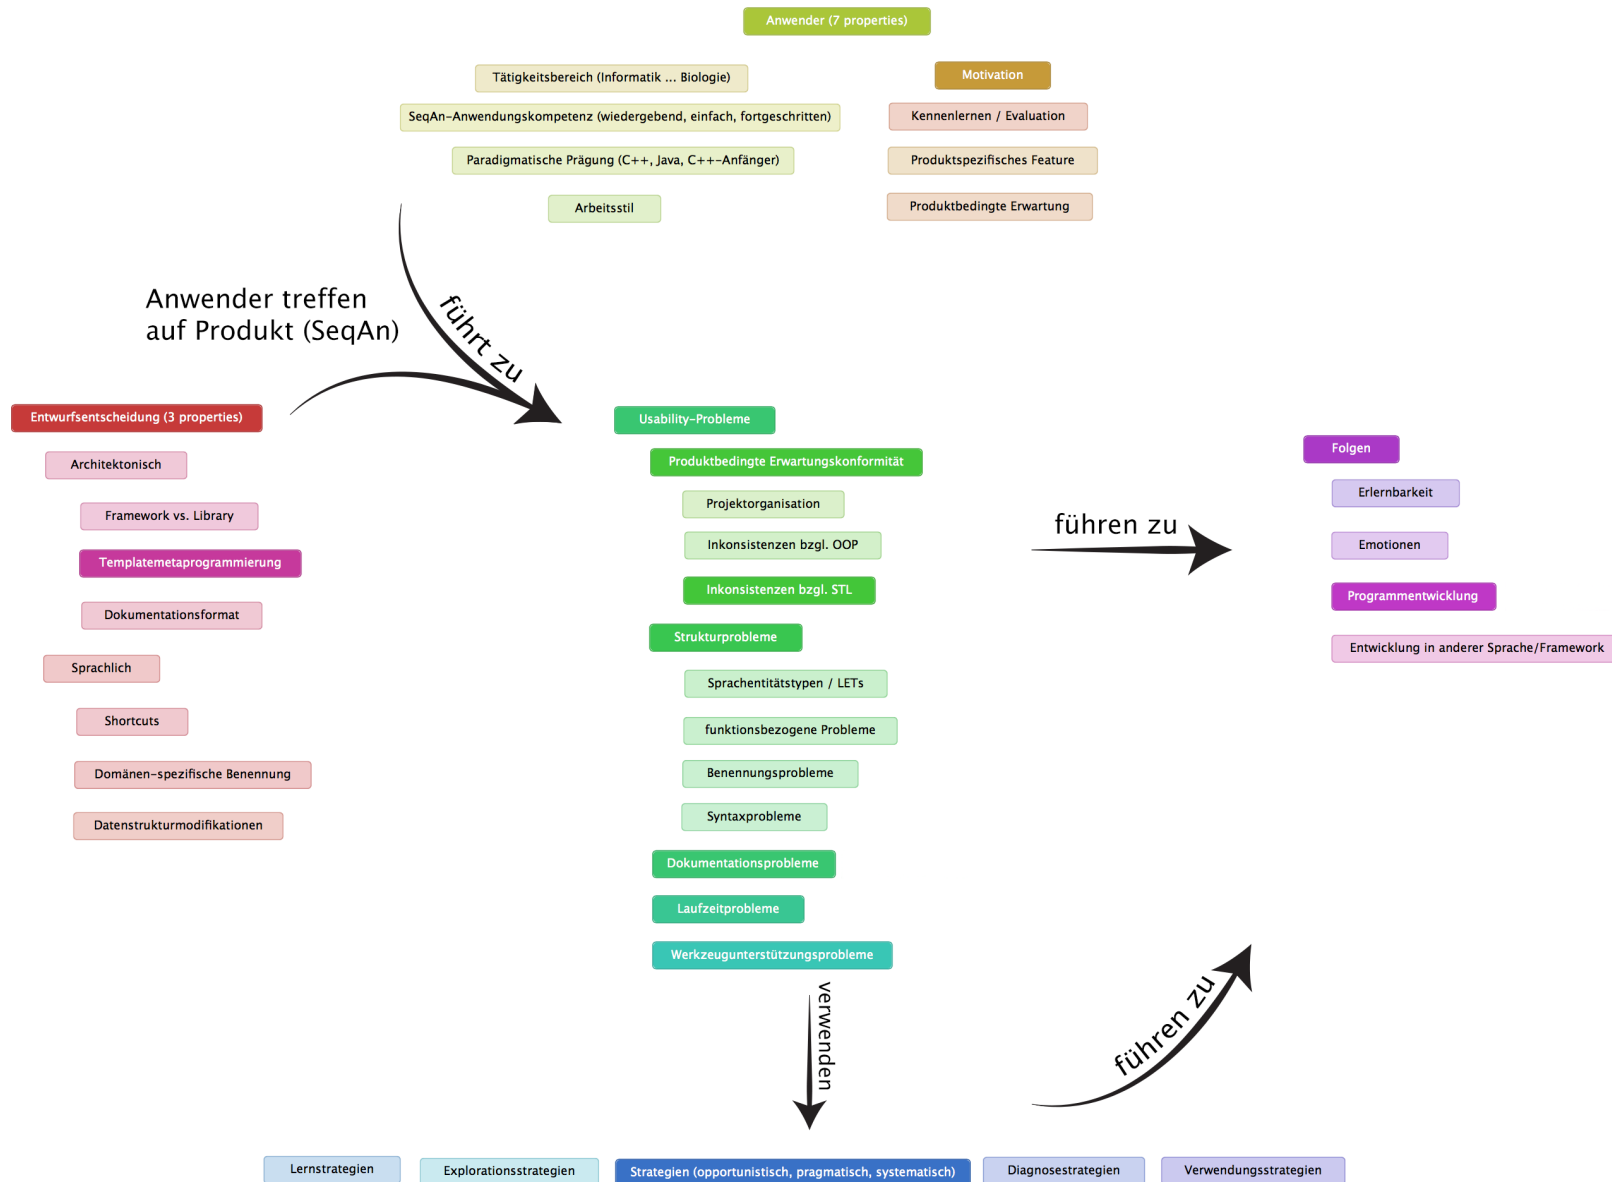 Anwender (7 properties)
Tätigkeitsbereich (Informatik ... Biologie)
SeqAn-Anwendungskompetenz (wiedergebend, einfach, fortgeschritten)
Paradigmatische Prägung (C++, Java, C++-Anfänger)
Arbeitsstil
Motivation
Kennenlernen / Evaluation
Produktspezifisches Feature
Produktbedingte Erwartung
Anwender treffen
auf Produkt (SeqAn)
führt zu
Entwurfsentscheidung (3 properties)
Architektonisch
Framework vs. Library
Templatemetaprogrammierung
Dokumentationsformat
Sprachlich
Shortcuts
Domänen-spezifische Benennung
Datenstrukturmodifikationen
Usability-Probleme
Produktbedingte Erwartungskonformität
Projektorganisation
Inkonsistenzen bzgl. OOP
Inkonsistenzen bzgl. STL
Strukturprobleme
Sprachentitätstypen / LETs
funktionsbezogene Probleme
Benennungsprobleme
Syntaxprobleme
Dokumentationsprobleme
Laufzeitprobleme
Werkzeugunterstützungsprobleme
führen zu
Folgen
Erlernbarkeit
Emotionen
Programmentwicklung
Entwicklung in anderer Sprache/Framework
verwenden
führen zu
Lernstrategien
Explorationsstrategien
Strategien (opportunistisch, pragmatisch, systematisch)
Diagnosestrategien
Verwendungsstrategien